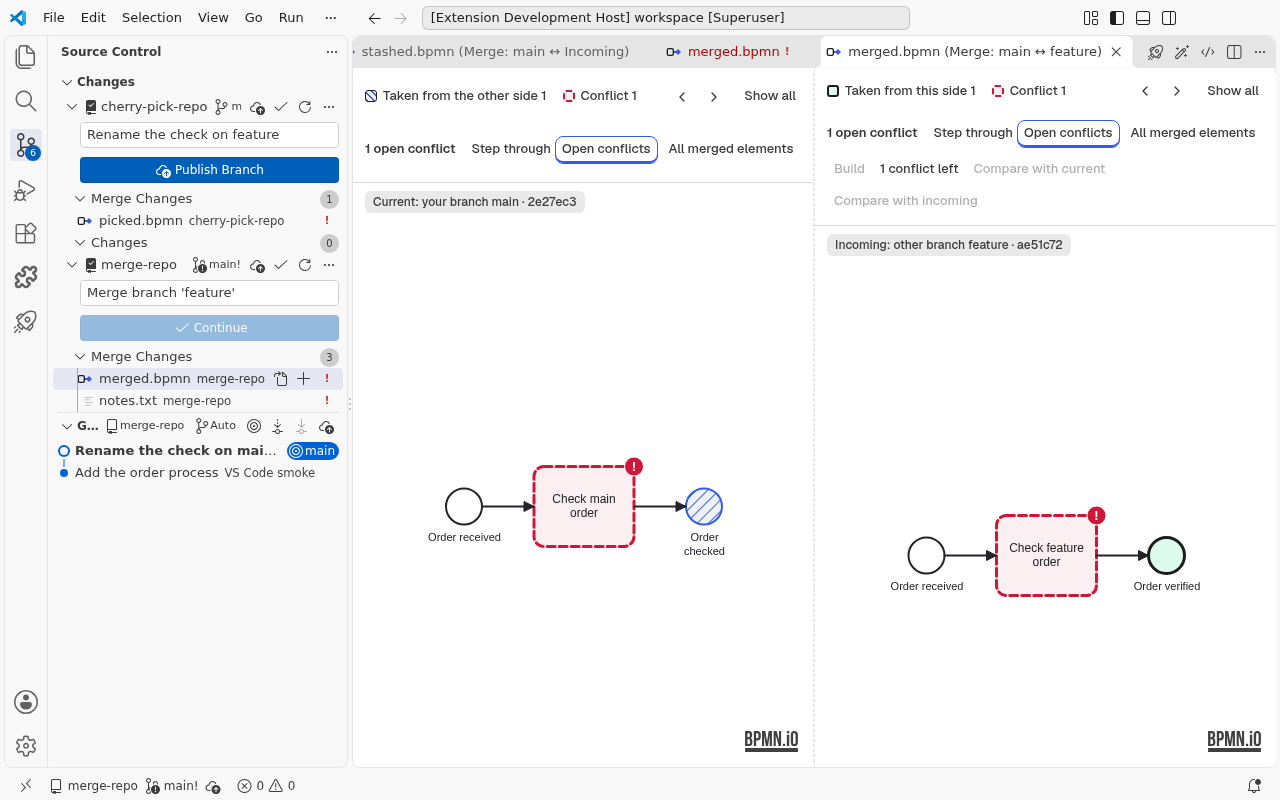 File Edit Selection View Go Run
[Extension Development Host] workspace [Superuser]
Source Control
Changes
cherry-pick-repo m
Rename the check on feature
Publish Branch
Merge Changes 1
picked.bpmn cherry-pick-repo !
Changes 0
merge-repo main!
Merge branch 'feature'
Continue
Merge Changes 3
merged.bpmn merge-repo !
notes.txt merge-repo !
G... merge-repo Auto
Rename the check on mai... main
Add the order process VS Code smoke
6
stashed.bpmn (Merge: main ↔ Incoming)
merged.bpmn !
merged.bpmn (Merge: main ↔ feature)
Taken from the other side 1 Conflict 1 Show all
1 open conflict Step through Open conflicts All merged elements
Current: your branch main · 2e27ec3
Order received
Check main
order
!
Order
checked
BPMN.iO
Taken from this side 1 Conflict 1 Show all
1 open conflict Step through Open conflicts All merged elements
Build 1 conflict left Compare with current
Compare with incoming
Incoming: other branch feature · ae51c72
Order received
Check feature
order
!
Order verified
BPMN.iO
merge-repo main! 0 0